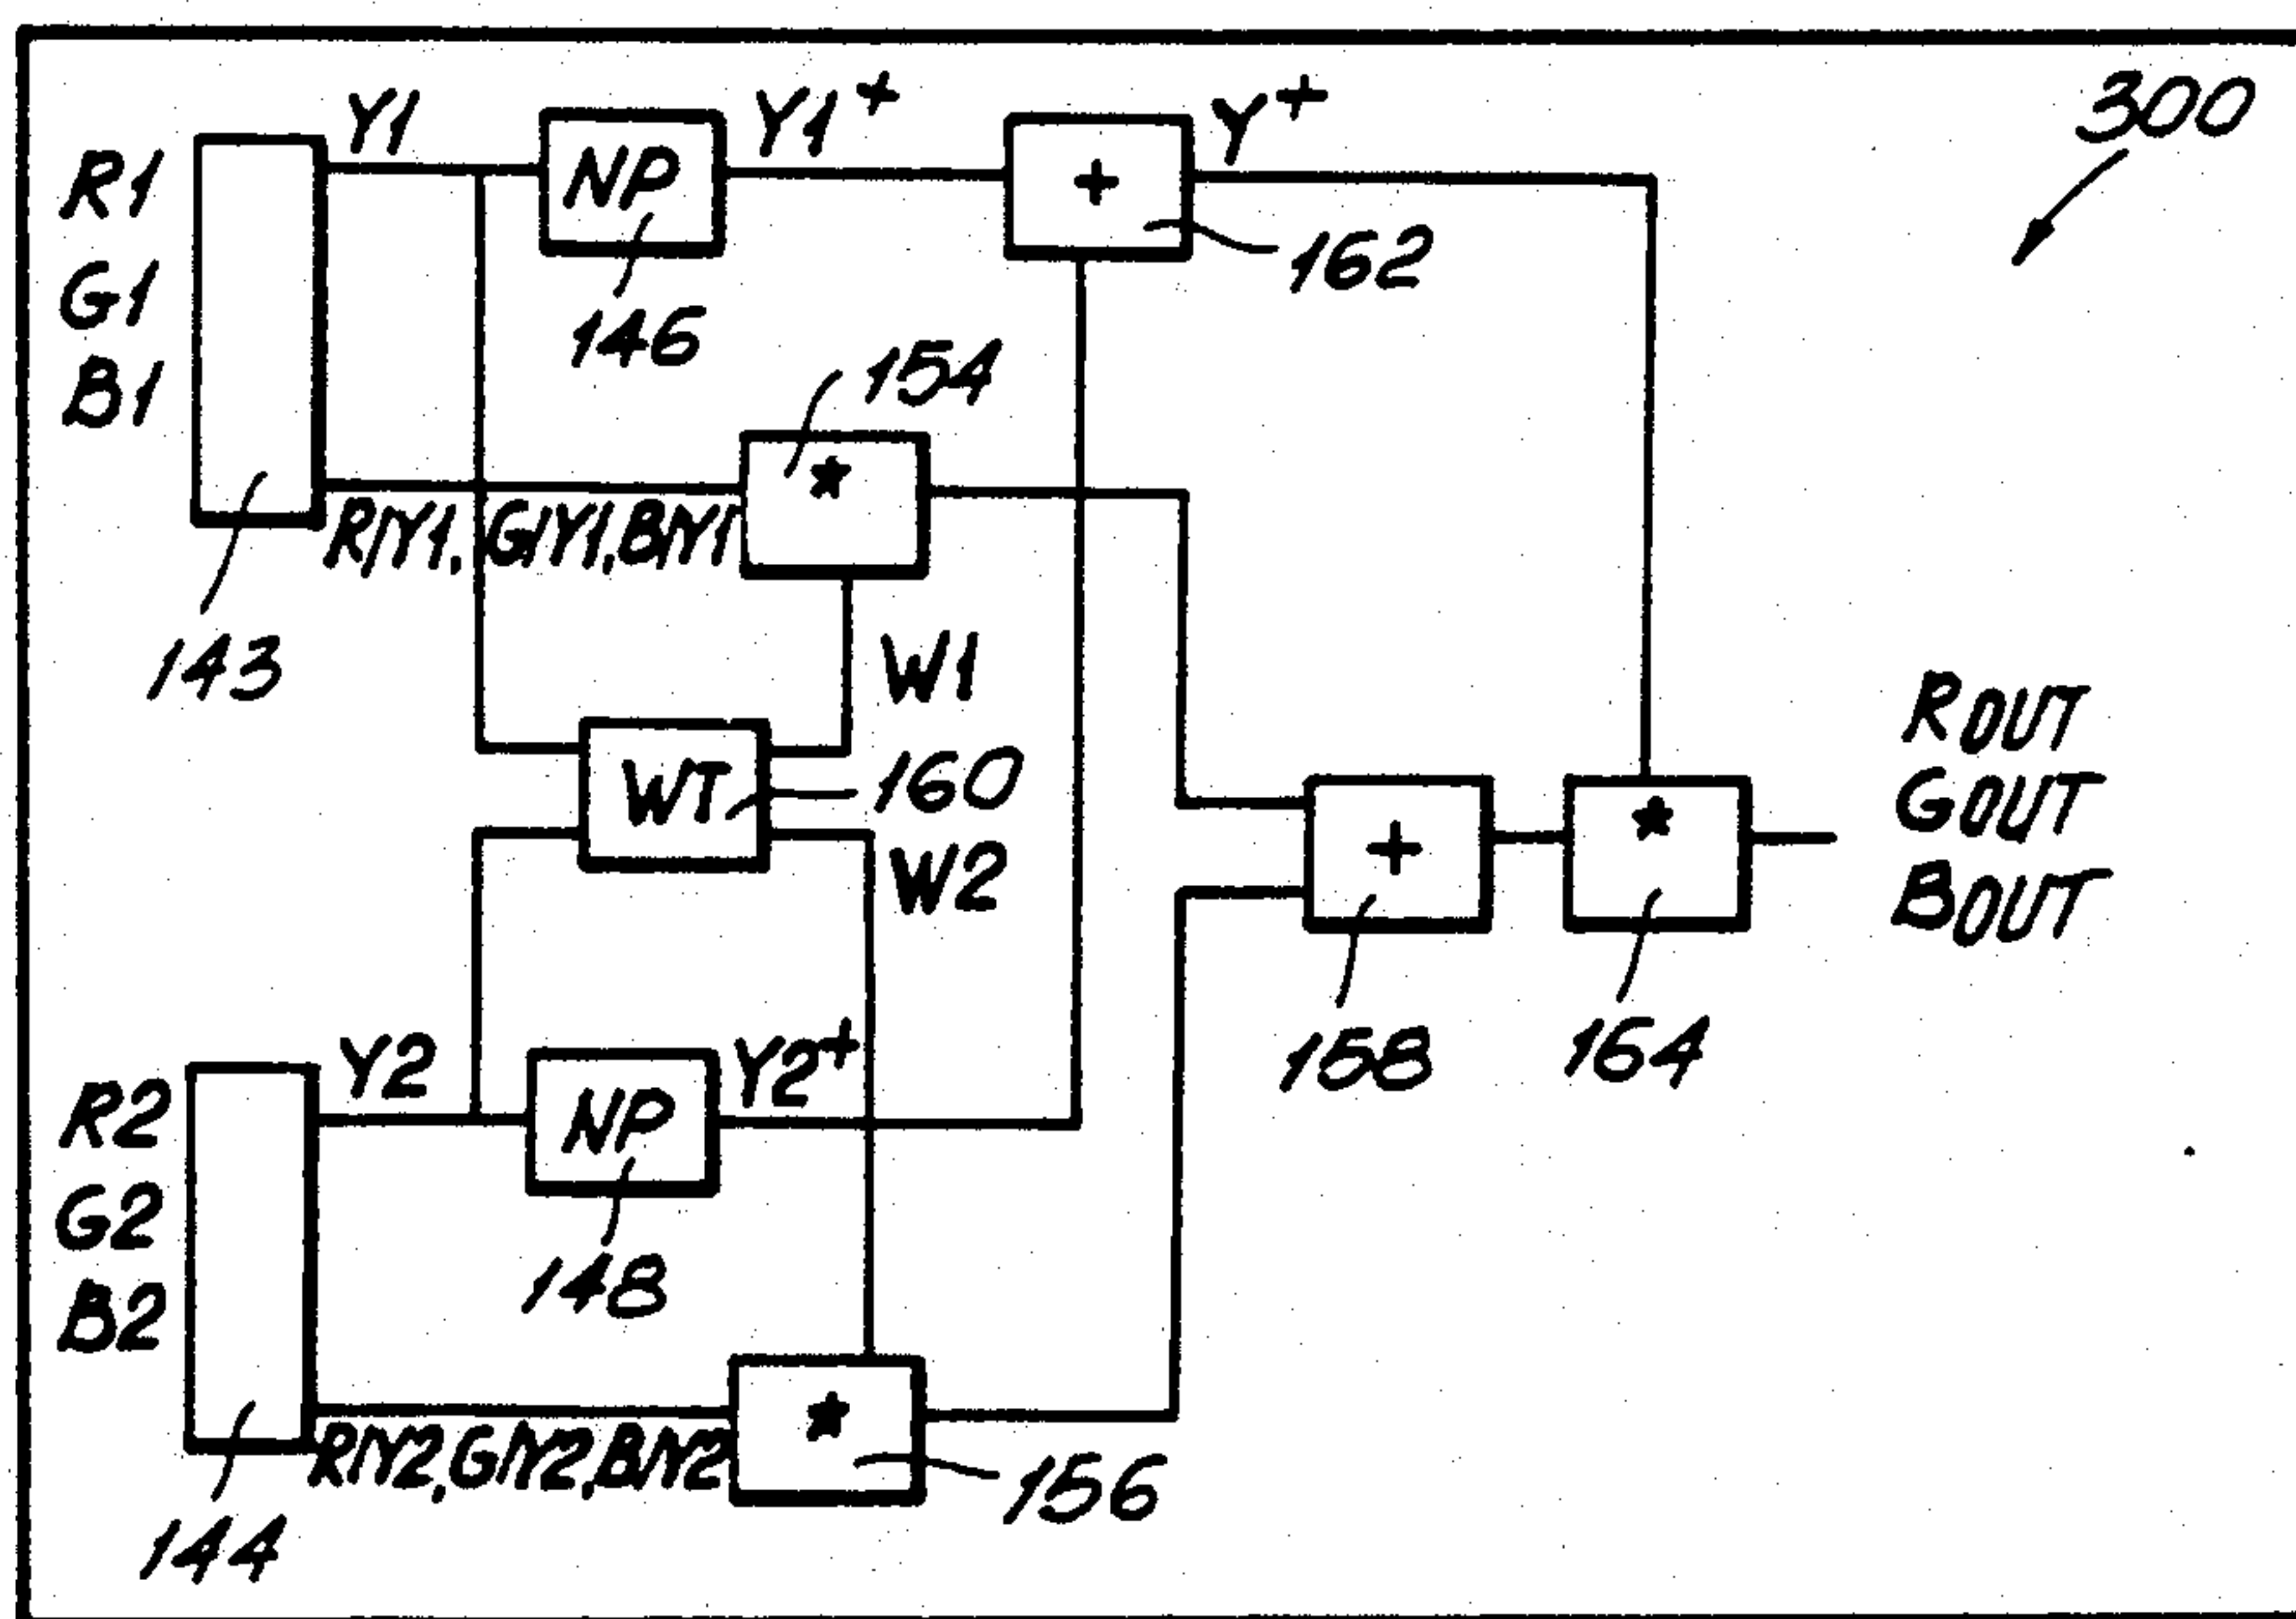 300
Y1
Y1+
Y+
R1
G1
B1
NP
+
162
146
154
*
R/Y1, G/Y1, B/Y1
143
W1
WT
160
W2
ROUT
GOUT
BOUT
+
*
158
164
Y2
Y2+
R2
G2
B2
NP
148
*
R/Y2, G/Y2, B/Y2
156
144